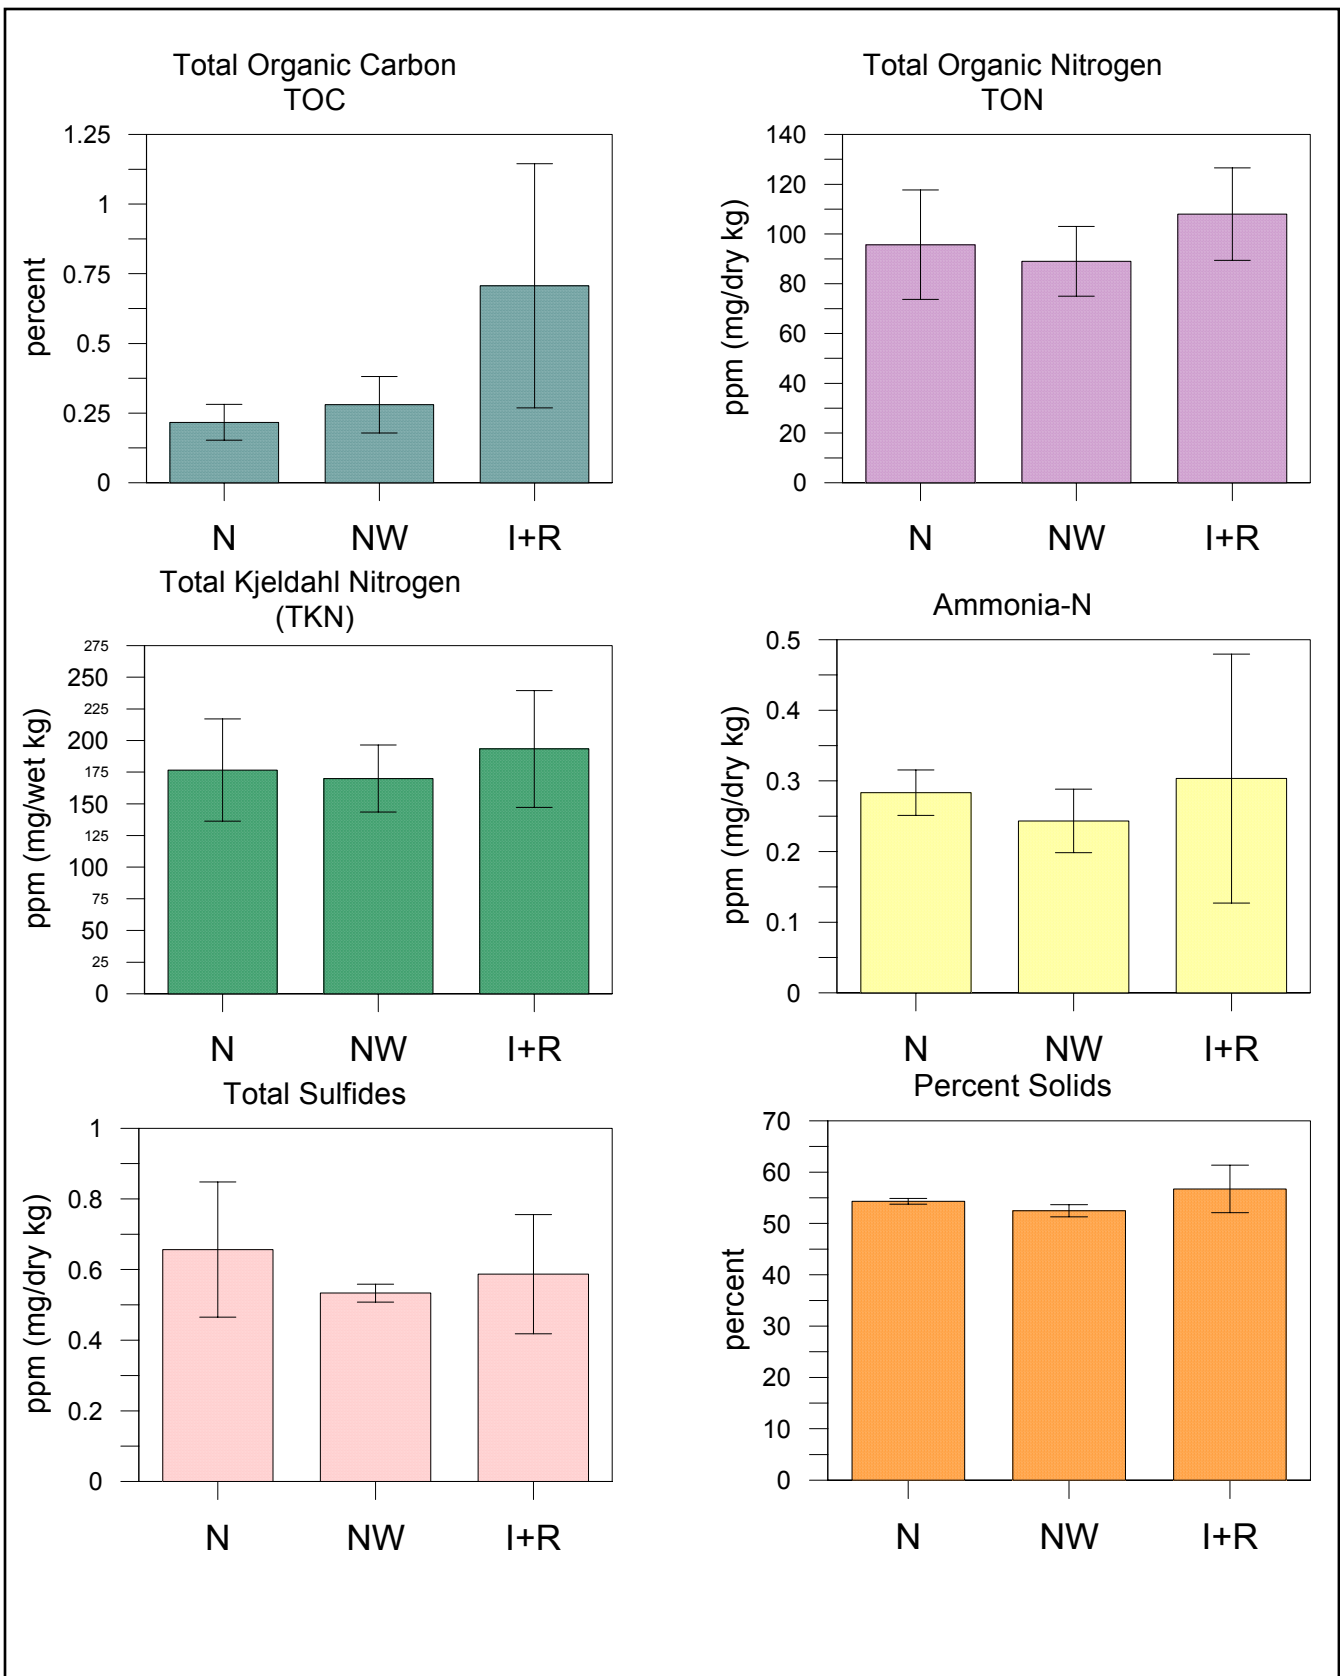 Total Organic Carbon
TOC
1.25
1
0.75
0.5
0.25
0
percent
N NW I+R
Total Organic Nitrogen
TON
140
120
100
80
60
40
20
0
ppm (mg/dry kg)
N NW I+R
Total Kjeldahl Nitrogen
(TKN)
275
250
225
200
175
150
125
100
75
50
25
0
ppm (mg/wet kg)
N NW I+R
Ammonia-N
0.5
0.4
0.3
0.2
0.1
0
ppm (mg/dry kg)
N NW I+R
Total Sulfides
1
0.8
0.6
0.4
0.2
0
ppm (mg/dry kg)
N NW I+R
Percent Solids
70
60
50
40
30
20
10
0
percent
N NW I+R